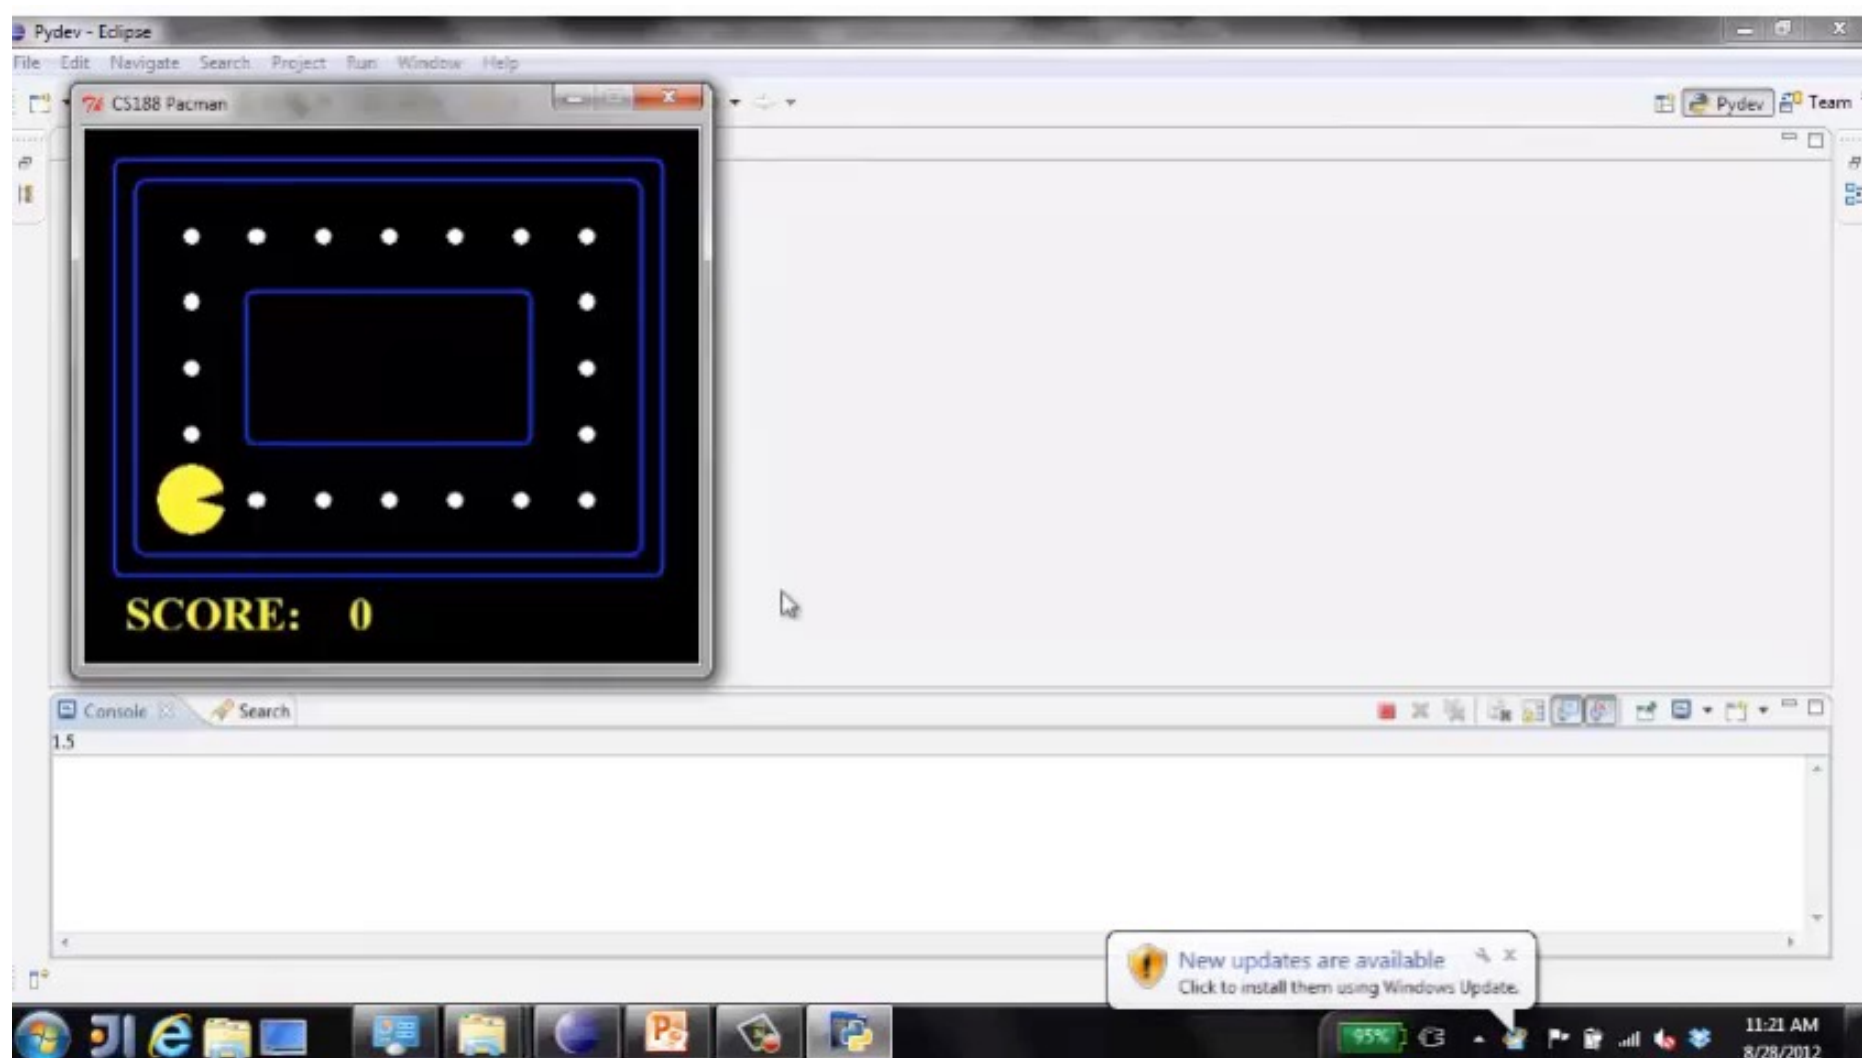 Pydev - Eclipse
File Edit Navigate Search Project Run Window Help
CS188 Pacman
Pydev Team
SCORE: 0
Console Search
1.5
New updates are available
Click to install them using Windows Update.
95%
11:21 AM
8/28/2012